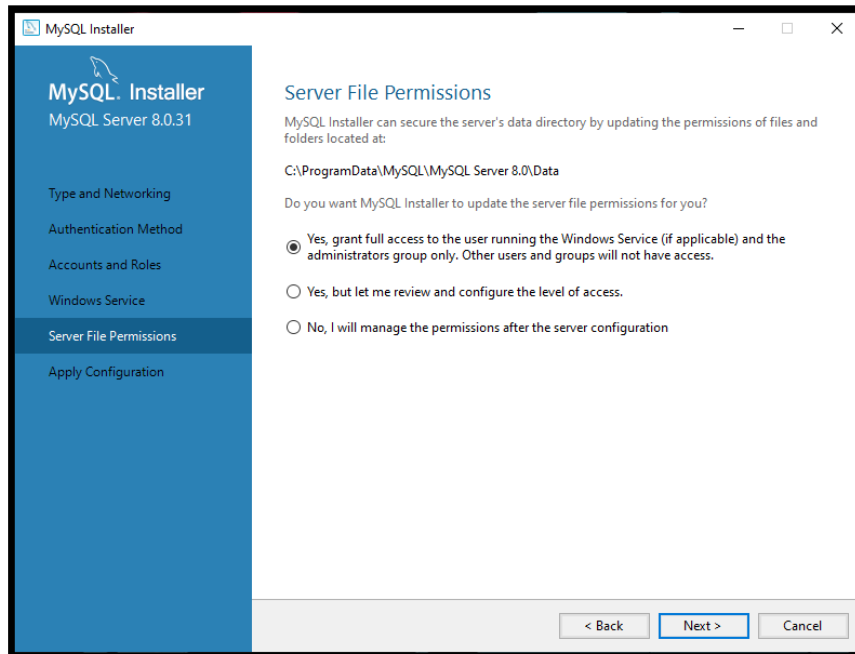 MySQL Installer
MySQL. Installer
MySQL Server 8.0.31
Type and Networking
Authentication Method
Accounts and Roles
Windows Service
Server File Permissions
Apply Configuration
Server File Permissions
MySQL Installer can secure the server's data directory by updating the permissions of files and
folders located at:
C:\ProgramData\MySQL\MySQL Server 8.0\Data
Do you want MySQL Installer to update the server file permissions for you?
Yes, grant full access to the user running the Windows Service (if applicable) and the
administrators group only. Other users and groups will not have access.
Yes, but let me review and configure the level of access.
No, I will manage the permissions after the server configuration
< Back
Next >
Cancel